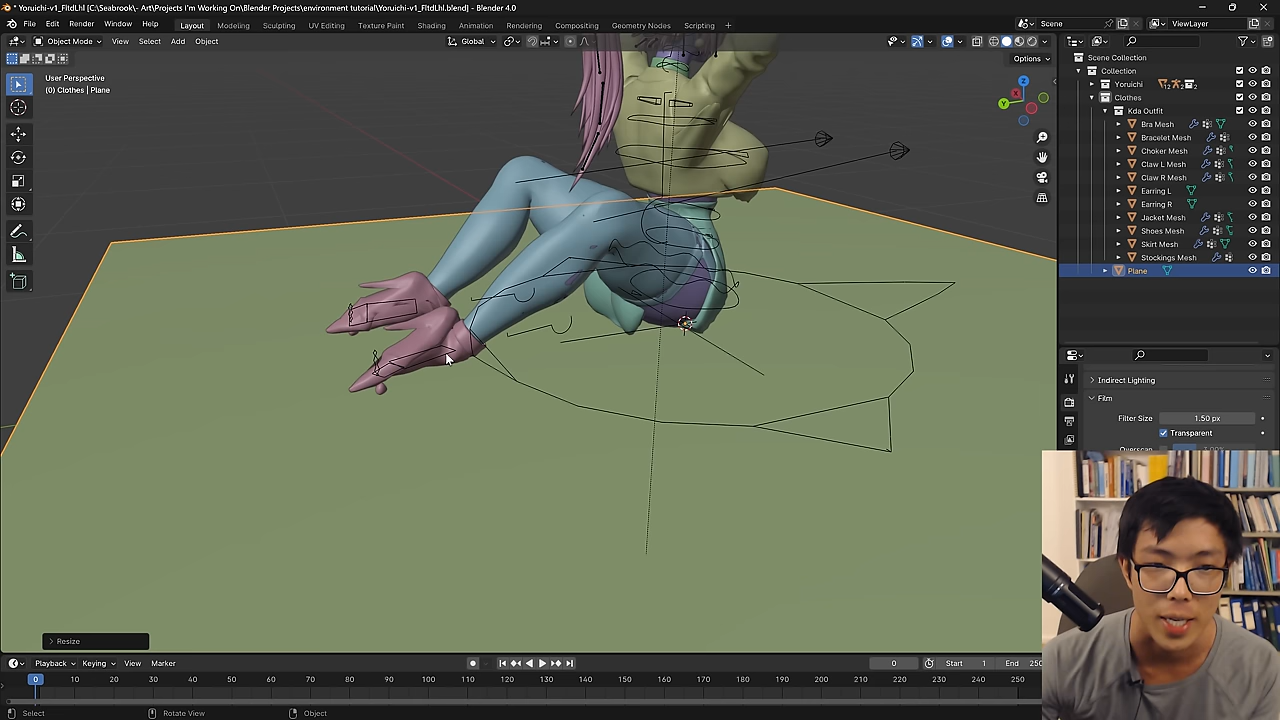 * Yoruichi-v1_FltdLhl [C:\Seabrook\- Art\Projects I'm Working On\Blender Projects\environment tutorial\Yoruichi-v1_FltdLhl.blend] - Blender 4.0
File Edit Render Window Help Layout Modeling Sculpting UV Editing Texture Paint Shading Animation Rendering Compositing Geometry Nodes Scripting + Scene ViewLayer
Object Mode View Select Add Object Global
Options
User Perspective
(0) Clothes | Plane
Z
Y
X
Scene Collection
Collection
Yoruichi 12 2
Clothes
Kda Outfit
Bra Mesh
Bracelet Mesh
Choker Mesh
Claw L Mesh
Claw R Mesh
Earring L
Earring R
Jacket Mesh
Shoes Mesh
Skirt Mesh
Stockings Mesh
Plane
Indirect Lighting
Film
Filter Size 1.50 px
Transparent
Overscan
Resize
Playback Keying View Marker 0 Start 1 End 250
0 10 20 30 40 50 60 70 80 90 100 110 120 130 140 150 160 170 180 190 200 210 220 230 240 250
Select Rotate View Object